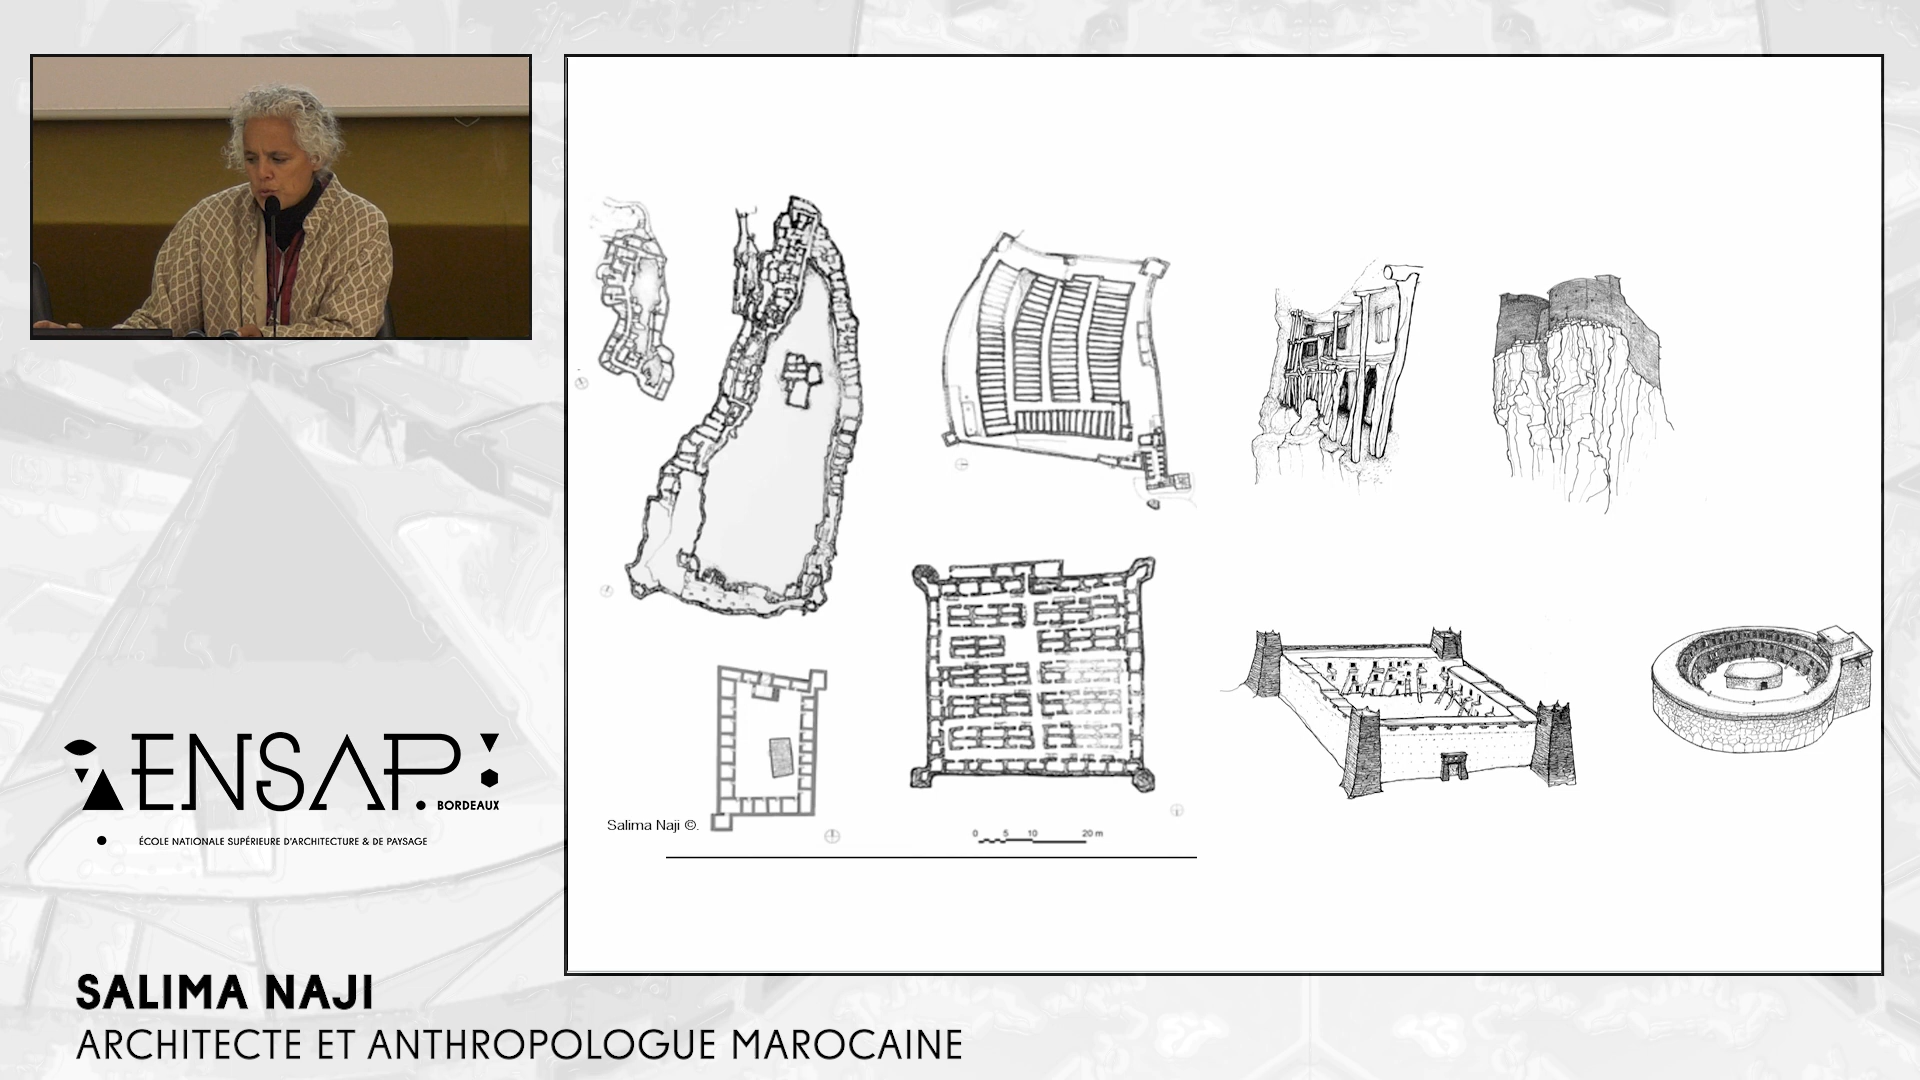 Salima Naji ©.
0 5 10 20 m
ENSAP
BORDEAUX
ÉCOLE NATIONALE SUPÉRIEURE D'ARCHITECTURE & DE PAYSAGE
SALIMA NAJI
ARCHITECTE ET ANTHROPOLOGUE MAROCAINE